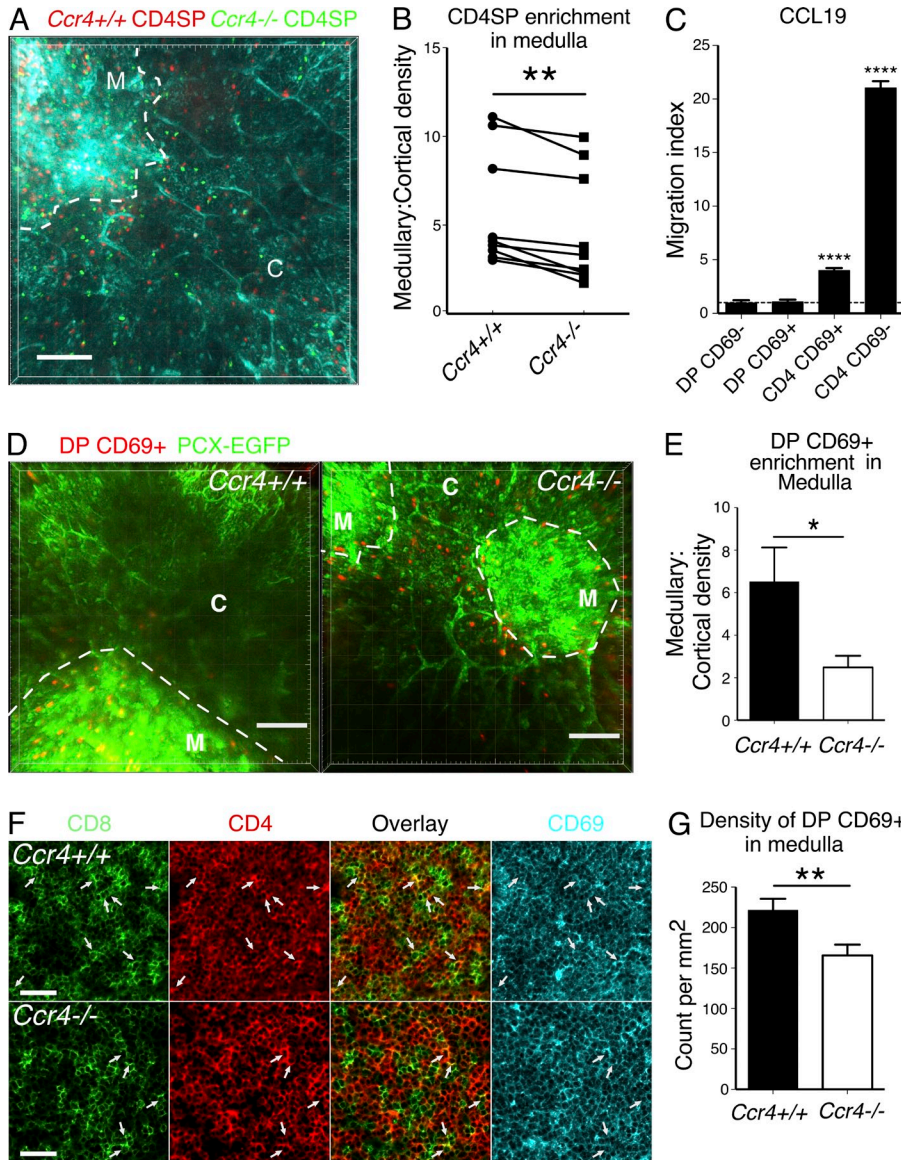 A
Ccr4+/+ CD4SP Ccr4-/- CD4SP
M
C
B
CD4SP enrichment
in medulla
Medullary:Cortical density
15
10
5
0
**
Ccr4+/+
Ccr4-/-
C
CCL19
Migration index
25
20
15
10
5
1
0
****
****
DP CD69-
DP CD69+
CD4 CD69+
CD4 CD69-
D
DP CD69+ PCX-EGFP
Ccr4+/+
C
M
Ccr4-/-
C
M
M
E
DP CD69+
enrichment in
Medulla
Medullary:
Cortical density
10
8
6
4
2
0
*
Ccr4+/+ Ccr4-/-
F
CD8
CD4
Overlay
CD69
Ccr4+/+
Ccr4-/-
G
Density of DP CD69+
in medulla
Count per mm2
250
200
150
100
50
0
**
Ccr4+/+ Ccr4-/-